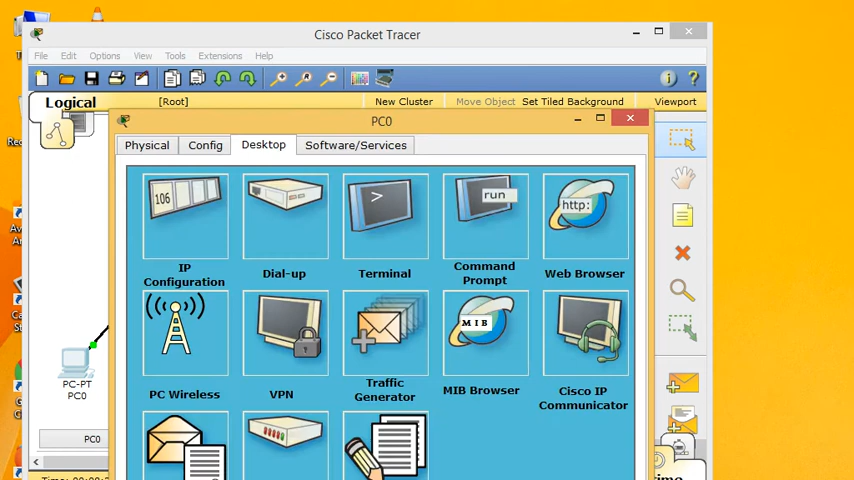 Cisco Packet Tracer
File Edit Options View Tools Extensions Help
Logical [Root] New Cluster Move Object Set Tiled Background Viewport
PC0
Physical Config Desktop Software/Services
106
>
run
http:
IP Configuration
Dial-up
Terminal
Command Prompt
Web Browser
MIB
PC Wireless
VPN
Traffic Generator
MIB Browser
Cisco IP Communicator
PC-PT
PC0
PC0